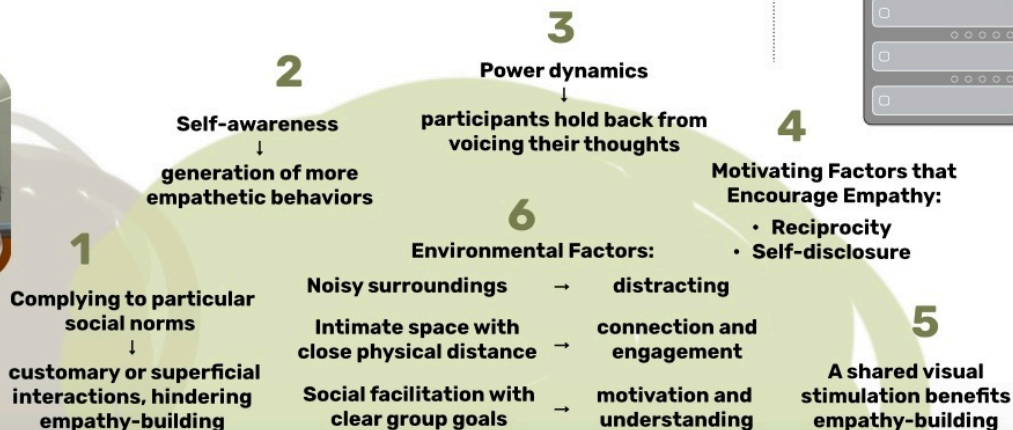 1
Complying to particular
social norms
↓
customary or superficial
interactions, hindering
empathy-building
2
Self-awareness
↓
generation of more
empathetic behaviors
3
Power dynamics
↓
participants hold back from
voicing their thoughts
4
Motivating Factors that
Encourage Empathy:
• Reciprocity
• Self-disclosure
5
A shared visual
stimulation benefits
empathy-building
6
Environmental Factors:
Noisy surroundings → distracting
Intimate space with
close physical distance → connection and
engagement
Social facilitation with
clear group goals → motivation and
understanding